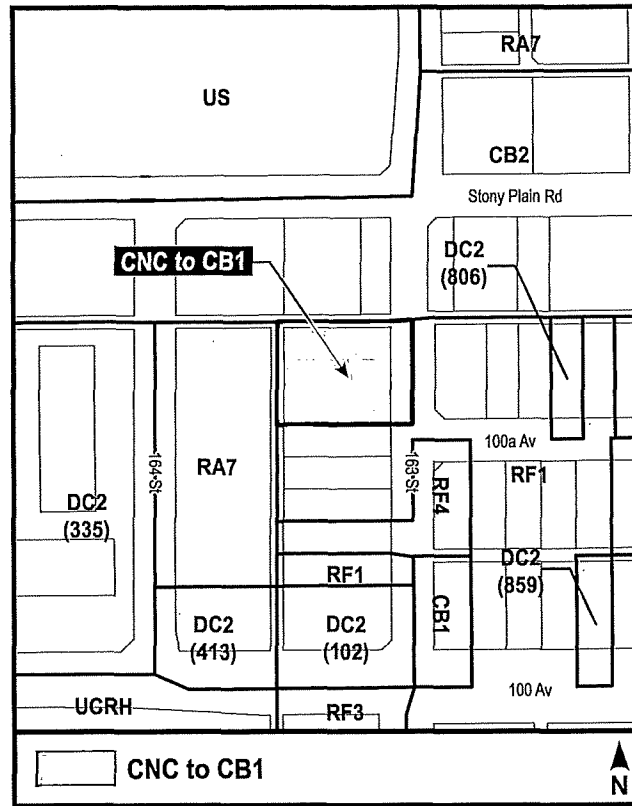 RA7
US
CB2
Stony Plain Rd
CNC to CB1
DC2
(806)
100a Av
164 St
RA7
163 St
RF4
RF1
DC2
(335)
RF1
DC2
(859)
DC2
(413)
DC2
(102)
CB1
100 Av
UCRH
RF3
CNC to CB1
N